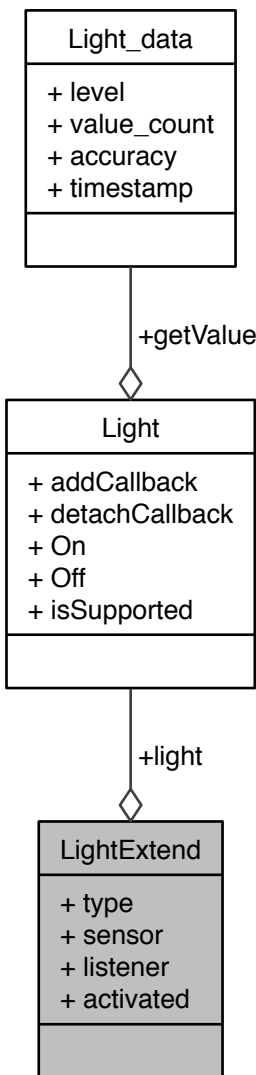 Light_data
+ level
+ value_count
+ accuracy
+ timestamp
+getValue
Light
+ addCallback
+ detachCallback
+ On
+ Off
+ isSupported
+light
LightExtend
+ type
+ sensor
+ listener
+ activated